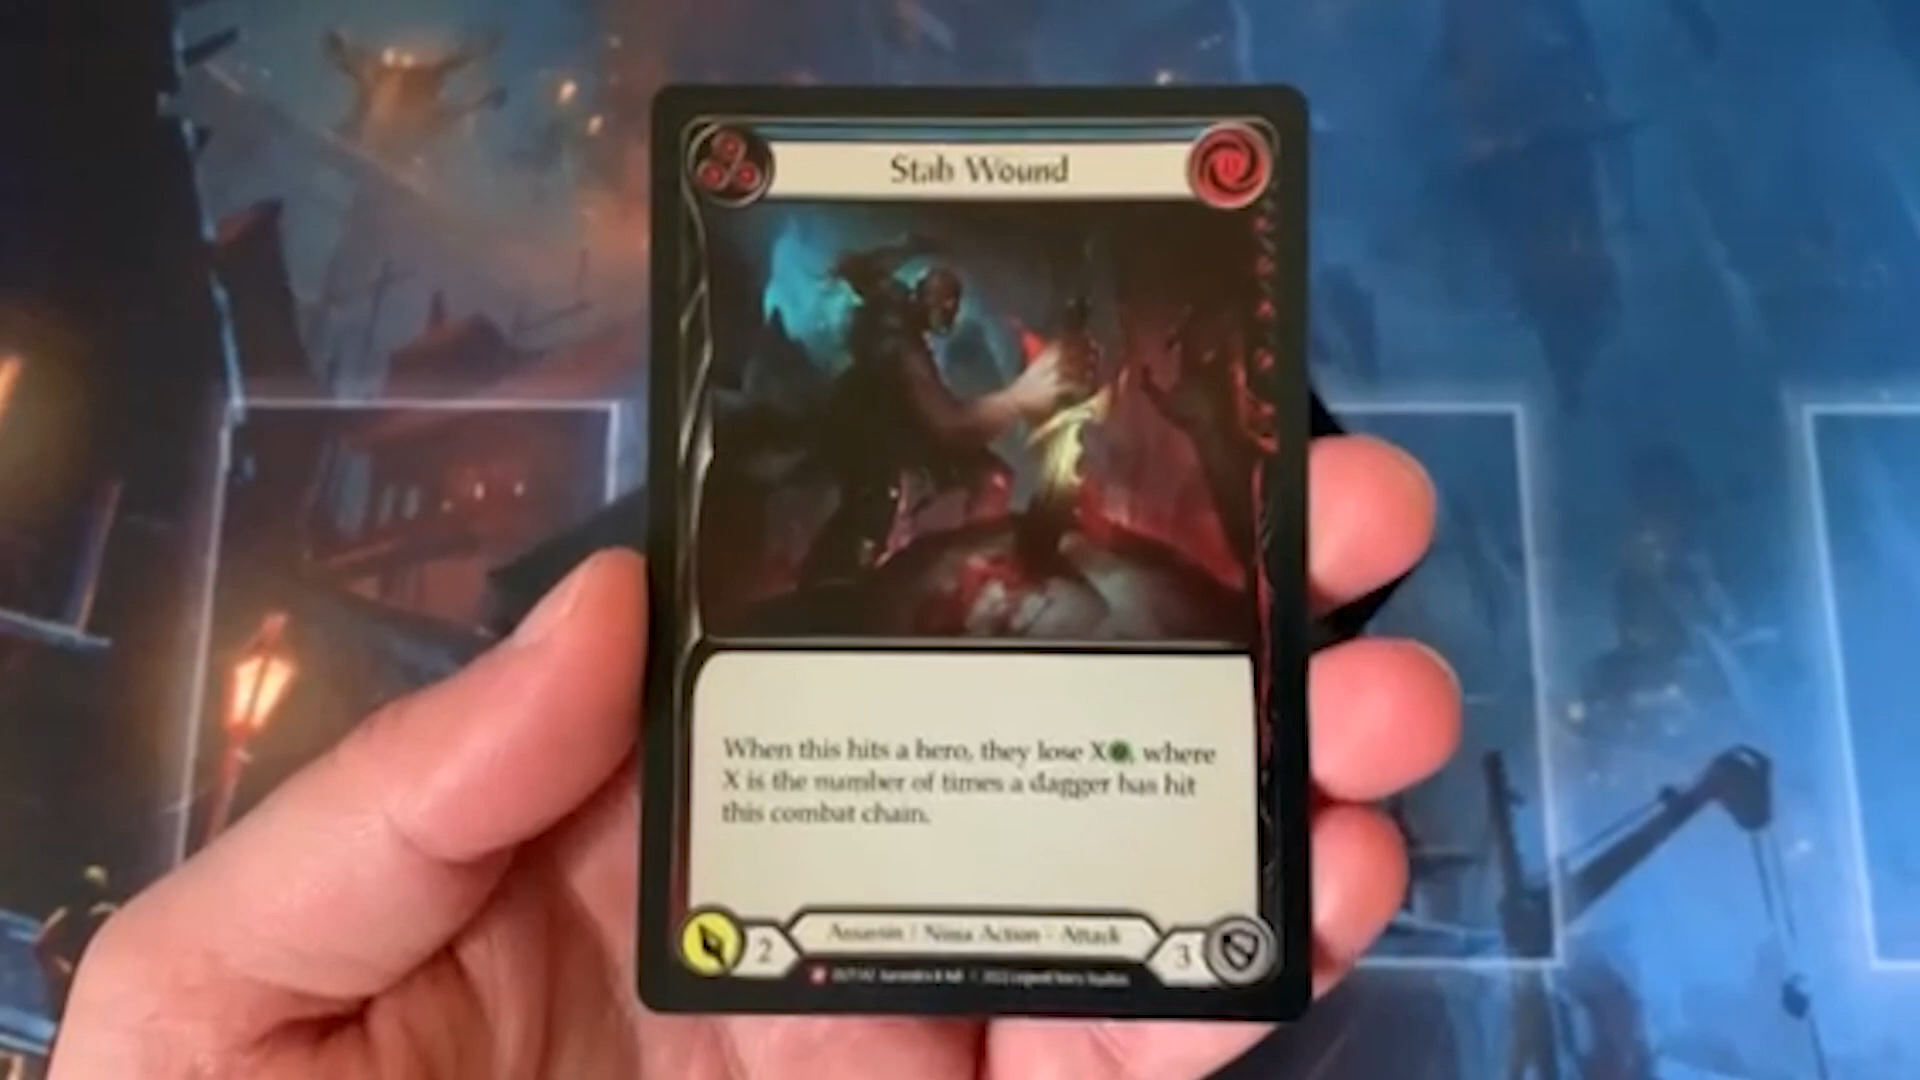 Stab Wound
When this hits a hero, they lose X, where
X is the number of times a dagger has hit
this combat chain.
2
Assassin / Ninja Action - Attack
3